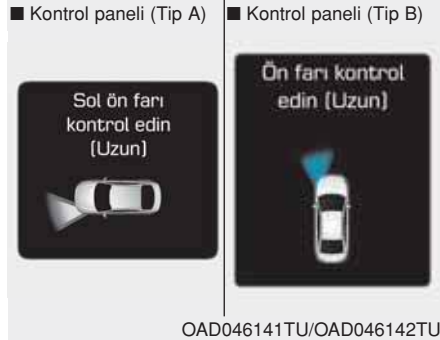 ■ Kontrol paneli (Tip A)
Sol ön farı
kontrol edin
(Uzun)
■ Kontrol paneli (Tip B)
Ön farı kontrol
edin (Uzun)
OAD046141TU/OAD046142TU